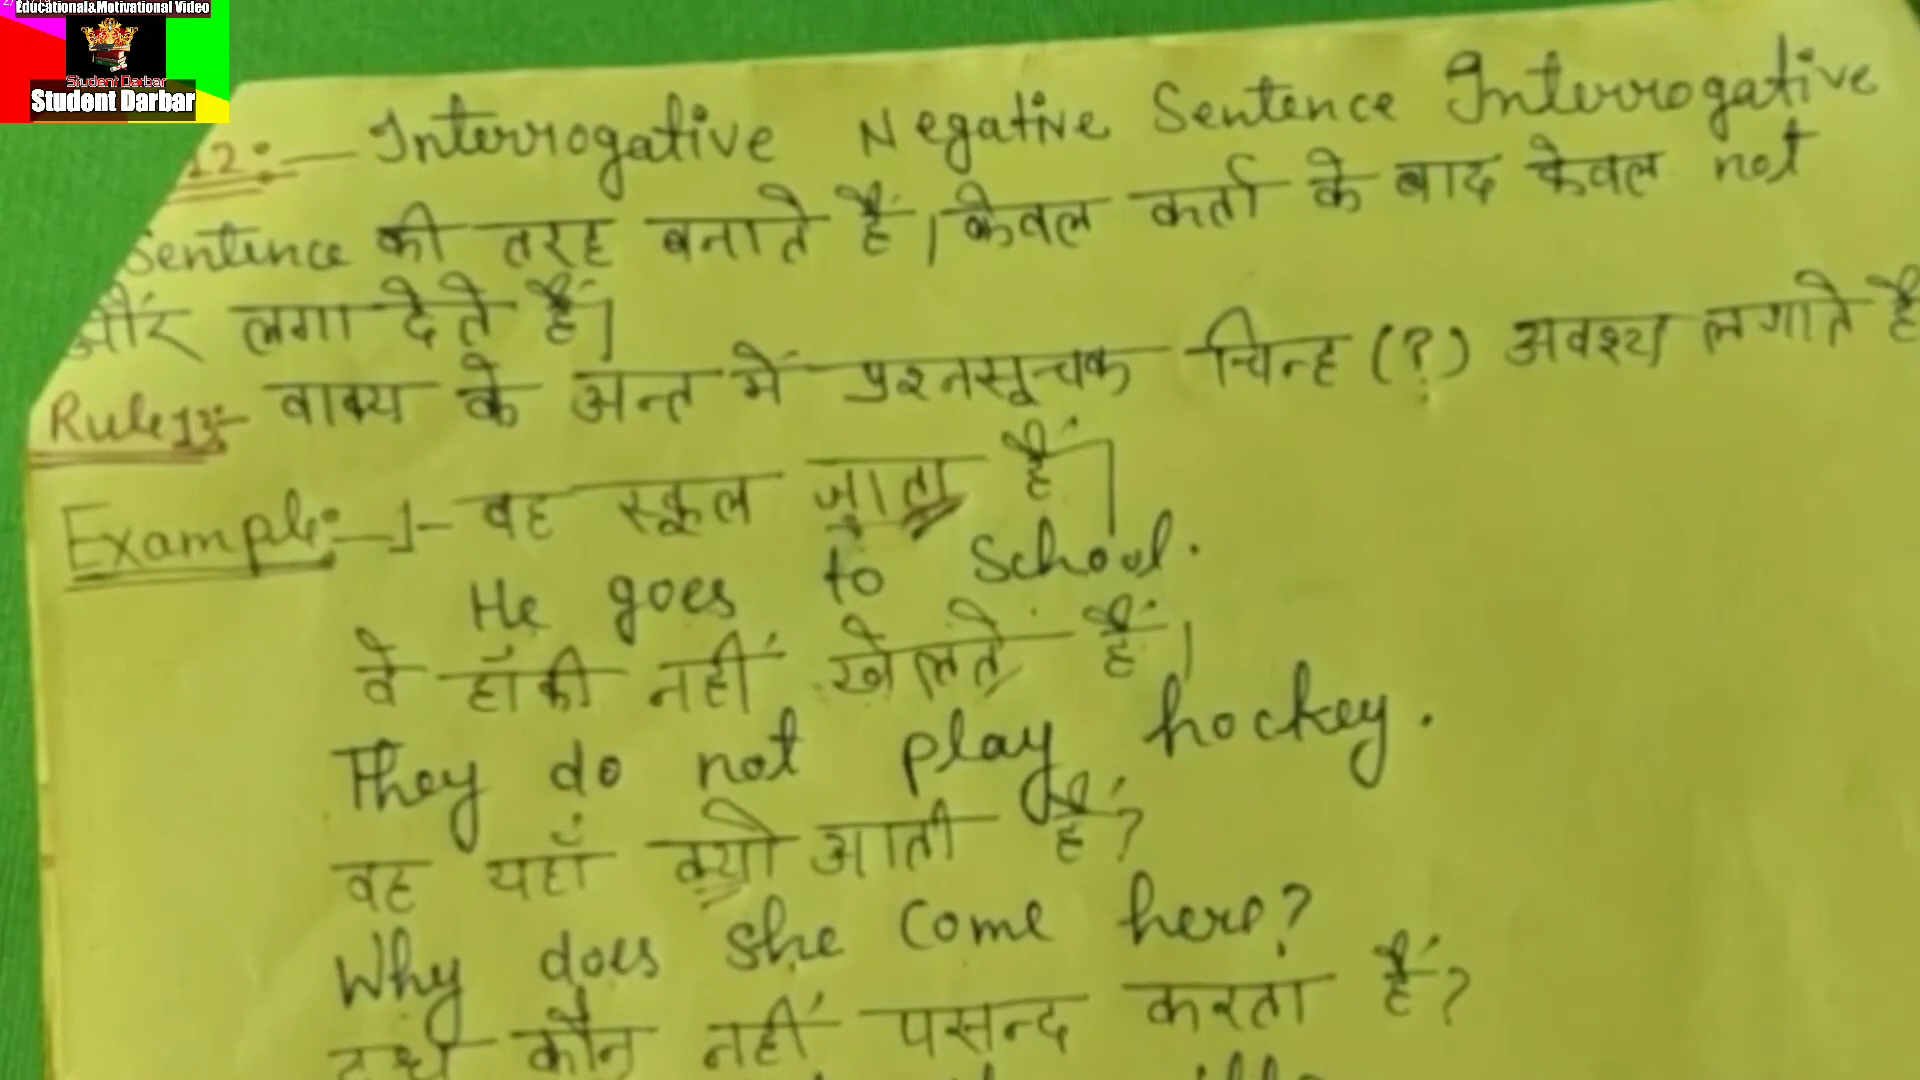 Educational&Motivational Video
Student Darbar
Student Darbar
12:— Interrogative Negative Sentence Interrogative
Sentence की तरह बनाते हैं। केवल कर्ता के बाद केवल not
और लगा देते हैं।
Rule13:- वाक्य के अन्त में प्रश्नसूचक चिन्ह (?) अवश्य लगाते है
Example:—1- वह स्कूल जाता हैं।
He goes to School.
वे हॉकी नहीं खेलते हैं।
They do not play hockey.
वह यहाँ क्यो आती हैं?
Why does she come here?
कौन नहीं पसन्द करता हैं?